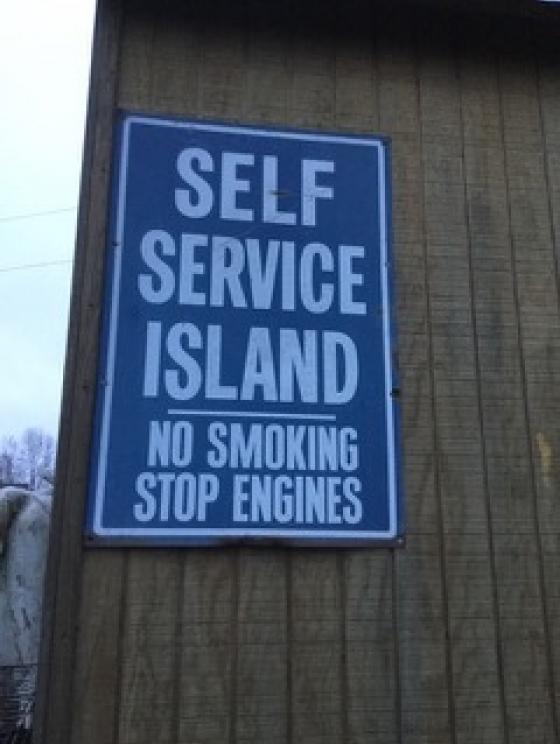 SELF
SERVICE
ISLAND
NO SMOKING
STOP ENGINES